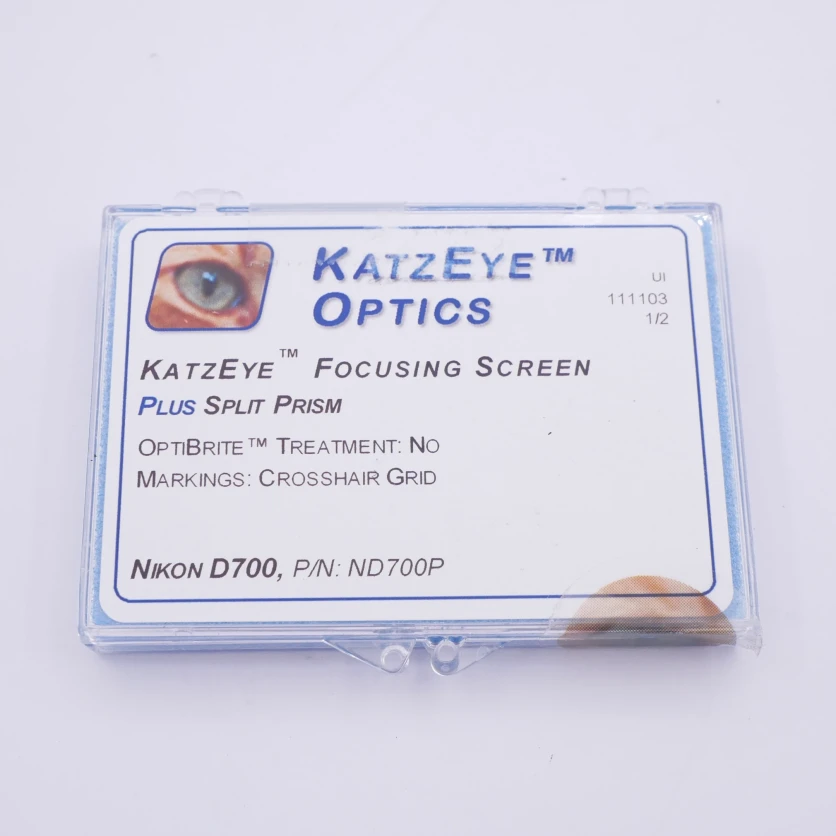 KATZEYE™
OPTICS
UI
111103
1/2
KATZEYE™ FOCUSING SCREEN
PLUS SPLIT PRISM
OPTIBRITE™ TREATMENT: NO
MARKINGS: CROSSHAIR GRID
NIKON D700, P/N: ND700P